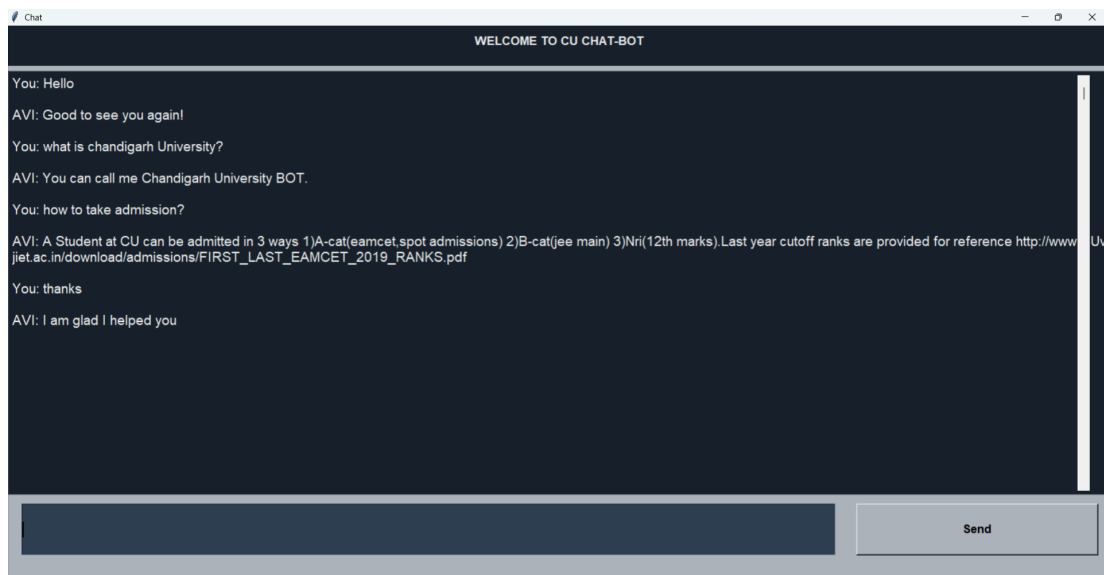 Chat
WELCOME TO CU CHAT-BOT
You: Hello
AVI: Good to see you again!
You: what is chandigarh University?
AVI: You can call me Chandigarh University BOT.
You: how to take admission?
AVI: A Student at CU can be admitted in 3 ways 1)A-cat(eamcet,spot admissions) 2)B-cat(jee main) 3)Nri(12th marks).Last year cutoff ranks are provided for reference http://www
jiet.ac.in/download/admissions/FIRST_LAST_EAMCET_2019_RANKS.pdf
You: thanks
AVI: I am glad I helped you
Send